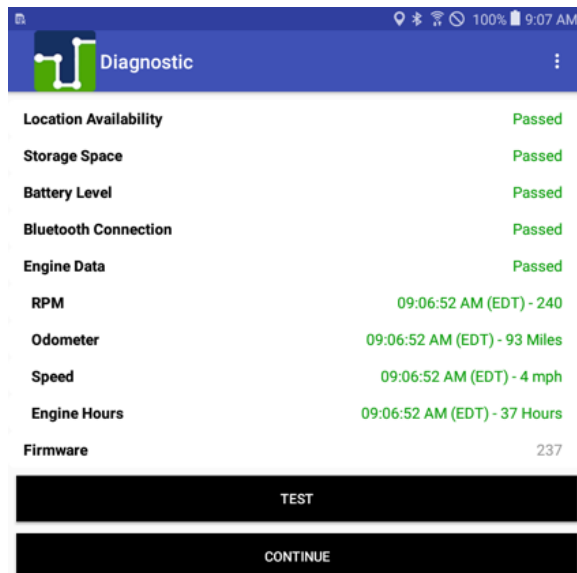 100% 9:07 AM
Diagnostic
Location Availability Passed
Storage Space Passed
Battery Level Passed
Bluetooth Connection Passed
Engine Data Passed
RPM 09:06:52 AM (EDT) - 240
Odometer 09:06:52 AM (EDT) - 93 Miles
Speed 09:06:52 AM (EDT) - 4 mph
Engine Hours 09:06:52 AM (EDT) - 37 Hours
Firmware 237
TEST
CONTINUE